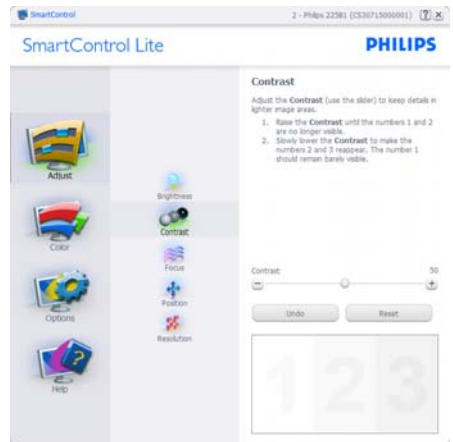 SmartControl
2 - Philips 225B1 (CS30715000001)
SmartControl Lite
PHILIPS
Adjust
Color
Options
Help
Brightness
Contrast
Focus
Position
Resolution
Contrast
Adjust the Contrast (use the slider) to keep details in
lighter image areas.
1. Raise the Contrast until the numbers 1 and 2
are no longer visible.
2. Slowly lower the Contrast to make the
numbers 2 and 3 reappear. The number 1
should remain barely visible.
Contrast 50
Undo Reset
1 2 3